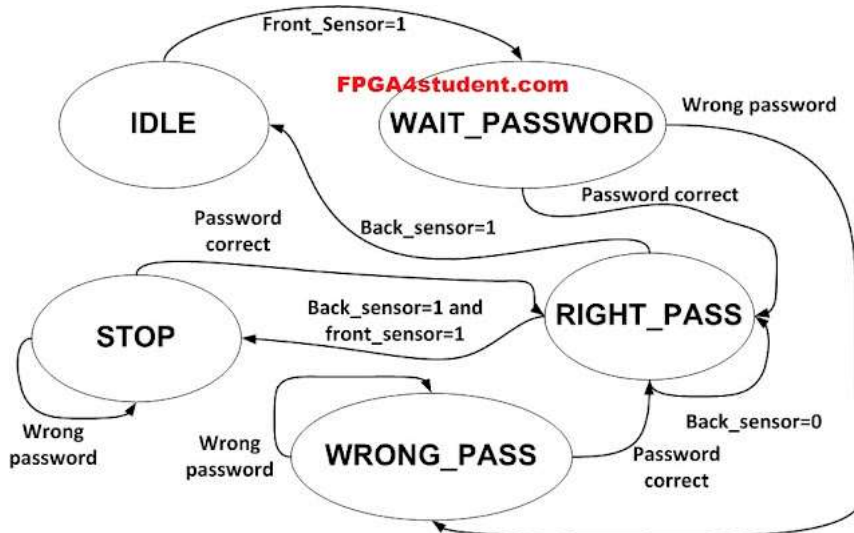 Front_Sensor=1
FPGA4student.com
IDLE
WAIT_PASSWORD
Wrong password
Password correct
Password
correct
Back_sensor=1
Back_sensor=1 and
front_sensor=1
STOP
RIGHT_PASS
Back_sensor=0
Wrong
password
Wrong
password
WRONG_PASS
Password
correct